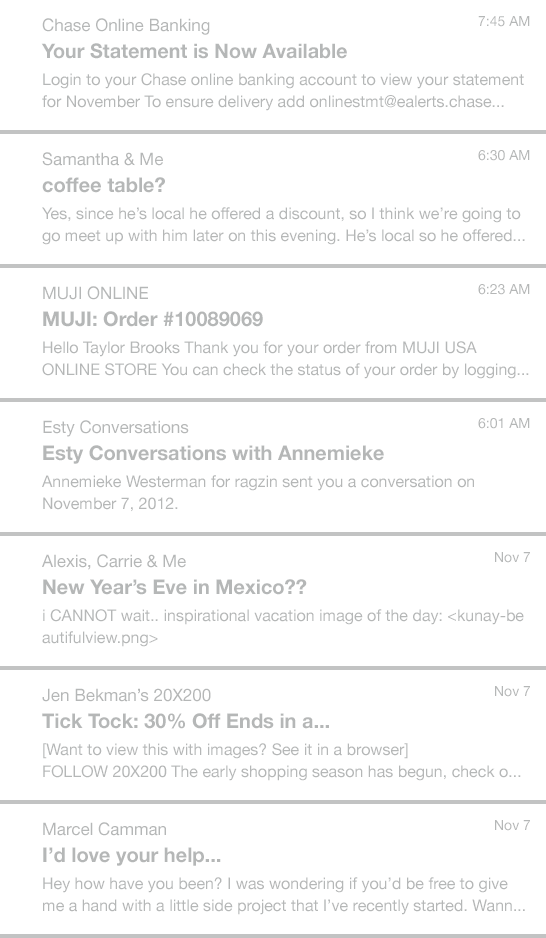 Chase Online Banking
7:45 AM
Your Statement is Now Available
Login to your Chase online banking account to view your statement
for November To ensure delivery add onlinestmt@ealerts.chase...
Samantha & Me
6:30 AM
coffee table?
Yes, since he's local he offered a discount, so I think we're going to
go meet up with him later on this evening. He's local so he offered...
MUJI ONLINE
6:23 AM
MUJI: Order #10089069
Hello Taylor Brooks Thank you for your order from MUJI USA
ONLINE STORE You can check the status of your order by logging...
Esty Conversations
6:01 AM
Esty Conversations with Annemieke
Annemieke Westerman for ragzin sent you a conversation on
November 7, 2012.
Alexis, Carrie & Me
Nov 7
New Year's Eve in Mexico??
i CANNOT wait.. inspirational vacation image of the day: <kunay-be
autifulview.png>
Jen Bekman's 20X200
Nov 7
Tick Tock: 30% Off Ends in a...
[Want to view this with images? See it in a browser]
FOLLOW 20X200 The early shopping season has begun, check o...
Marcel Camman
Nov 7
I'd love your help...
Hey how have you been? I was wondering if you'd be free to give
me a hand with a little side project that I've recently started. Wann...